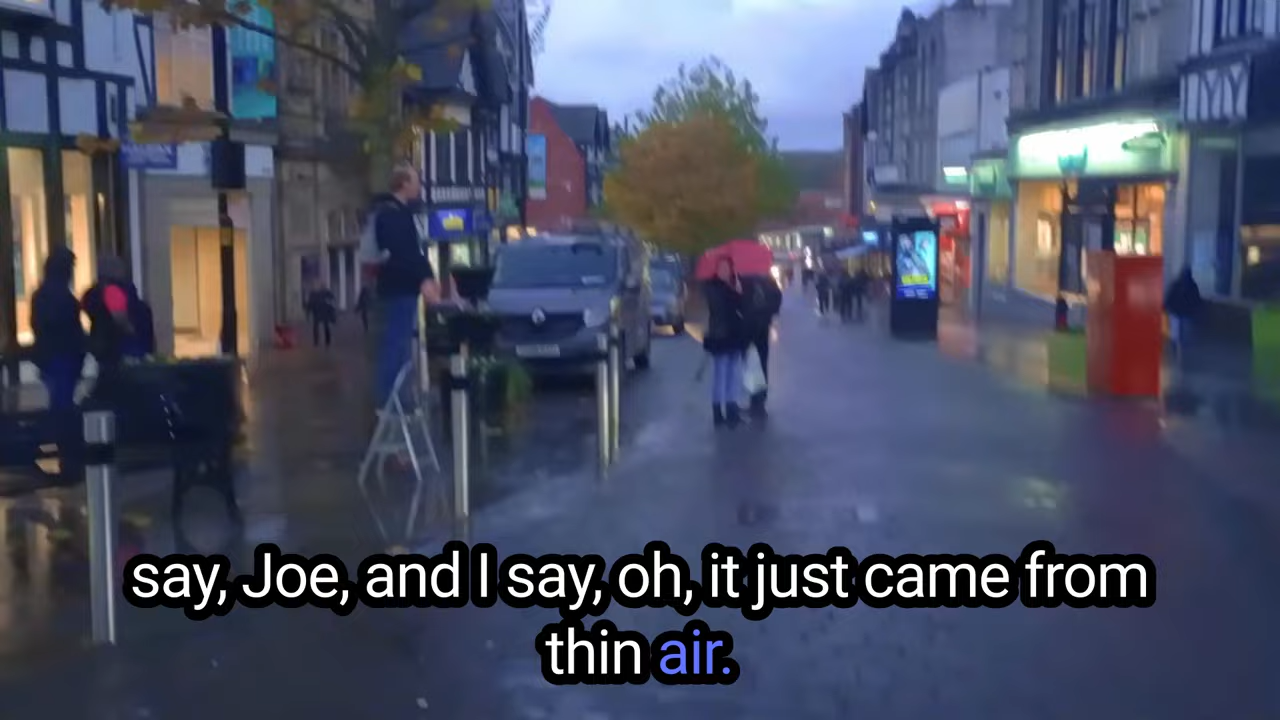 say, Joe, and I say, oh, it just came from
thin air.